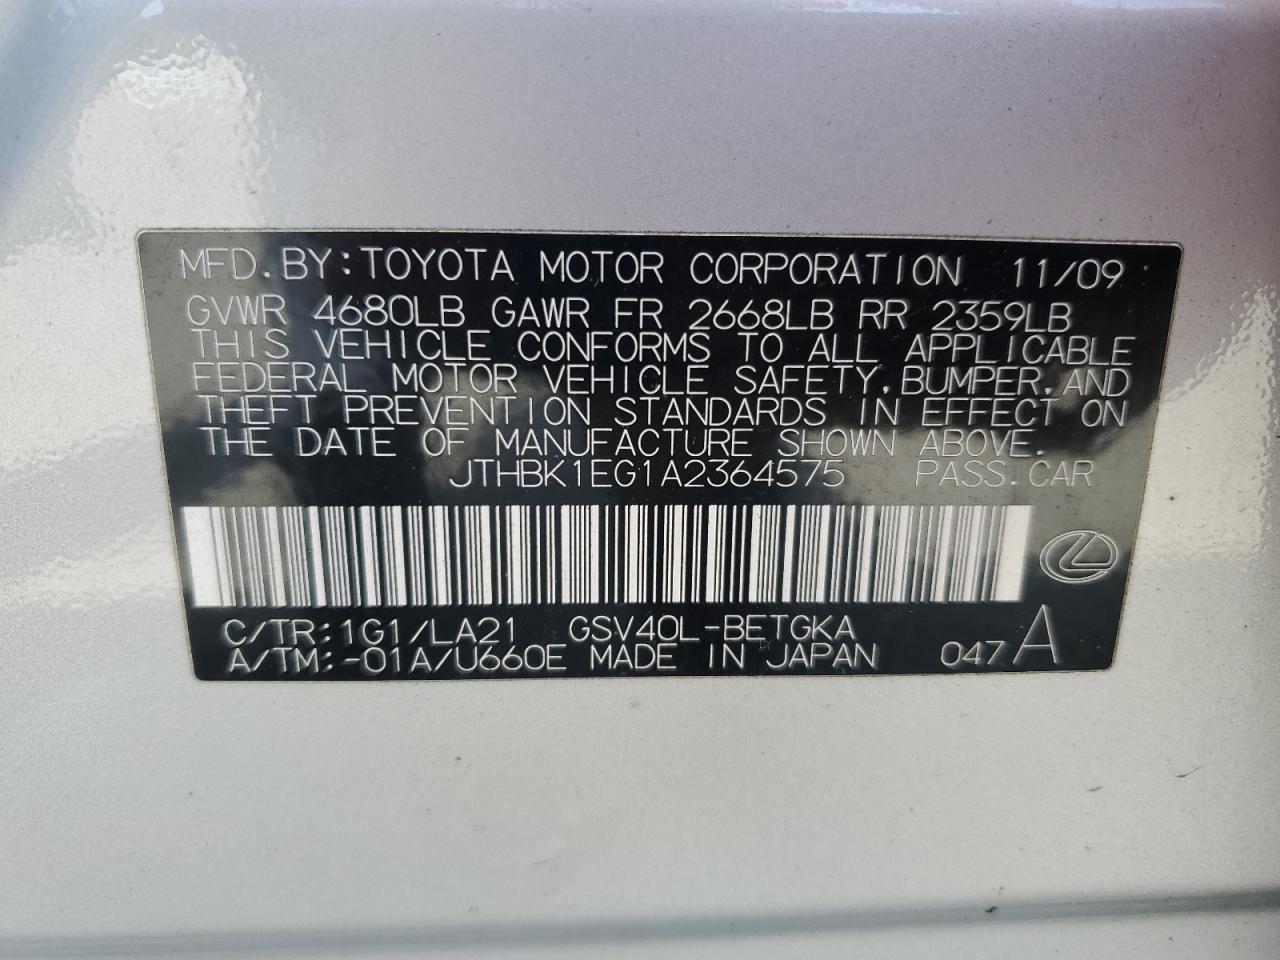 MFD.BY:TOYOTA MOTOR CORPORATION 11/09
GVWR 4680LB GAWR FR 2668LB RR 2359LB
THIS VEHICLE CONFORMS TO ALL APPLICABLE
FEDERAL MOTOR VEHICLE SAFETY,BUMPER,AND
THEFT PREVENTION STANDARDS IN EFFECT ON
THE DATE OF MANUFACTURE SHOWN ABOVE.
JTHBK1EG1A2364575 PASS.CAR
C/TR:1G1/LA21 GSV40L-BETGKA
A/TM:-01A/U660E MADE IN JAPAN 047 A